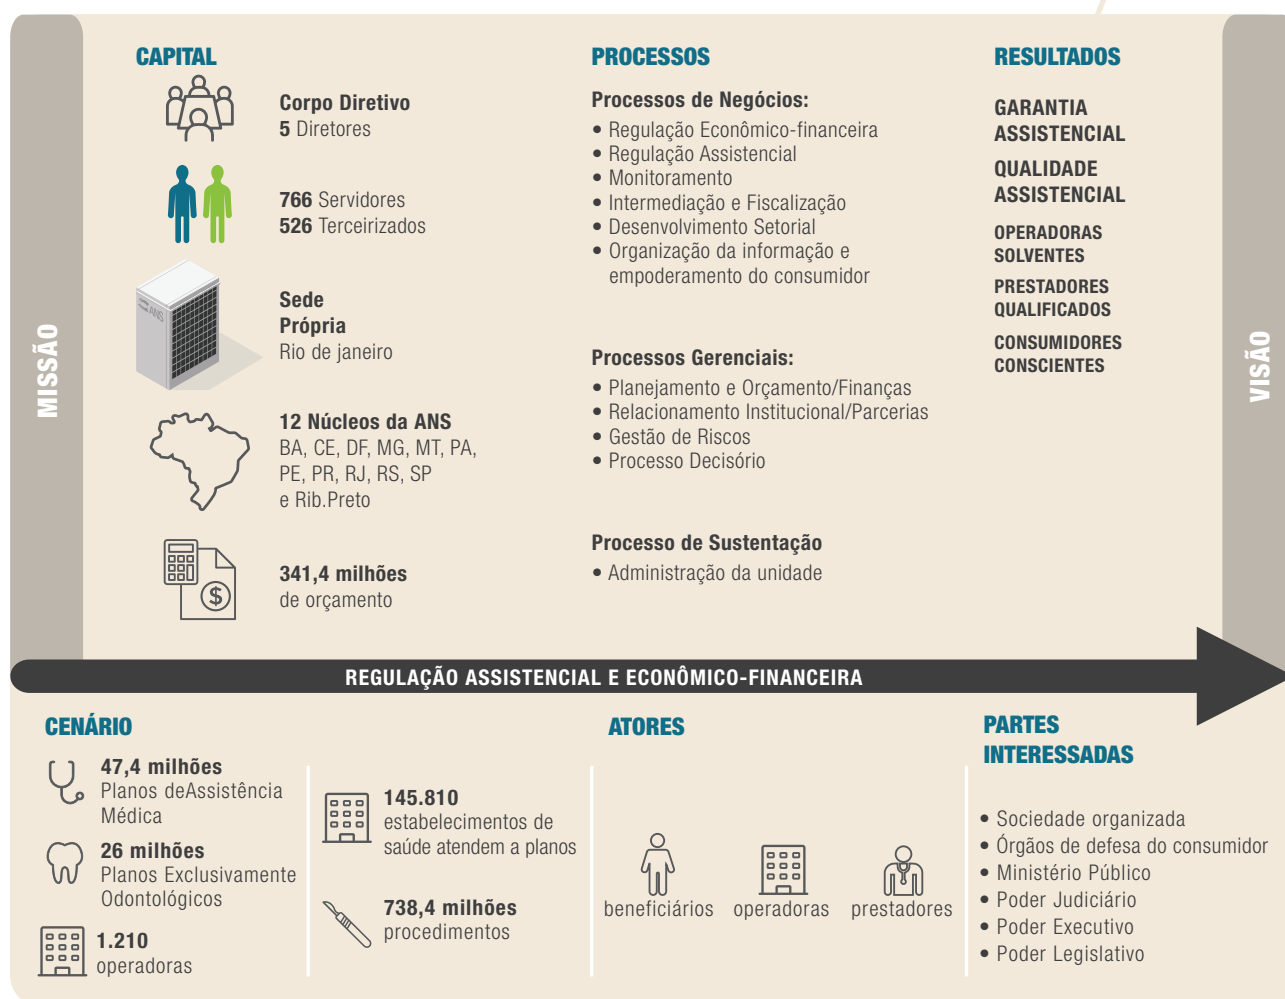 MISSÃO
CAPITAL
Corpo Diretivo
5 Diretores
766 Servidores
526 Terceirizados
ANS
Sede
Própria
Rio de janeiro
12 Núcleos da ANS
BA, CE, DF, MG, MT, PA,
PE, PR, RJ, RS, SP
e Rib.Preto
341,4 milhões
de orçamento
PROCESSOS
Processos de Negócios:
• Regulação Econômico-financeira
• Regulação Assistencial
• Monitoramento
• Intermediação e Fiscalização
• Desenvolvimento Setorial
• Organização da informação e
empoderamento do consumidor
Processos Gerenciais:
• Planejamento e Orçamento/Finanças
• Relacionamento Institucional/Parcerias
• Gestão de Riscos
• Processo Decisório
Processo de Sustentação
• Administração da unidade
RESULTADOS
GARANTIA
ASSISTENCIAL
QUALIDADE
ASSISTENCIAL
OPERADORAS
SOLVENTES
PRESTADORES
QUALIFICADOS
CONSUMIDORES
CONSCIENTES
VISÃO
REGULAÇÃO ASSISTENCIAL E ECONÔMICO-FINANCEIRA
CENÁRIO
47,4 milhões
Planos deAssistência
Médica
26 milhões
Planos Exclusivamente
Odontológicos
1.210
operadoras
145.810
estabelecimentos de
saúde atendem a planos
738,4 milhões
procedimentos
ATORES
beneficiários
operadoras
prestadores
PARTES
INTERESSADAS
• Sociedade organizada
• Órgãos de defesa do consumidor
• Ministério Público
• Poder Judiciário
• Poder Executivo
• Poder Legislativo